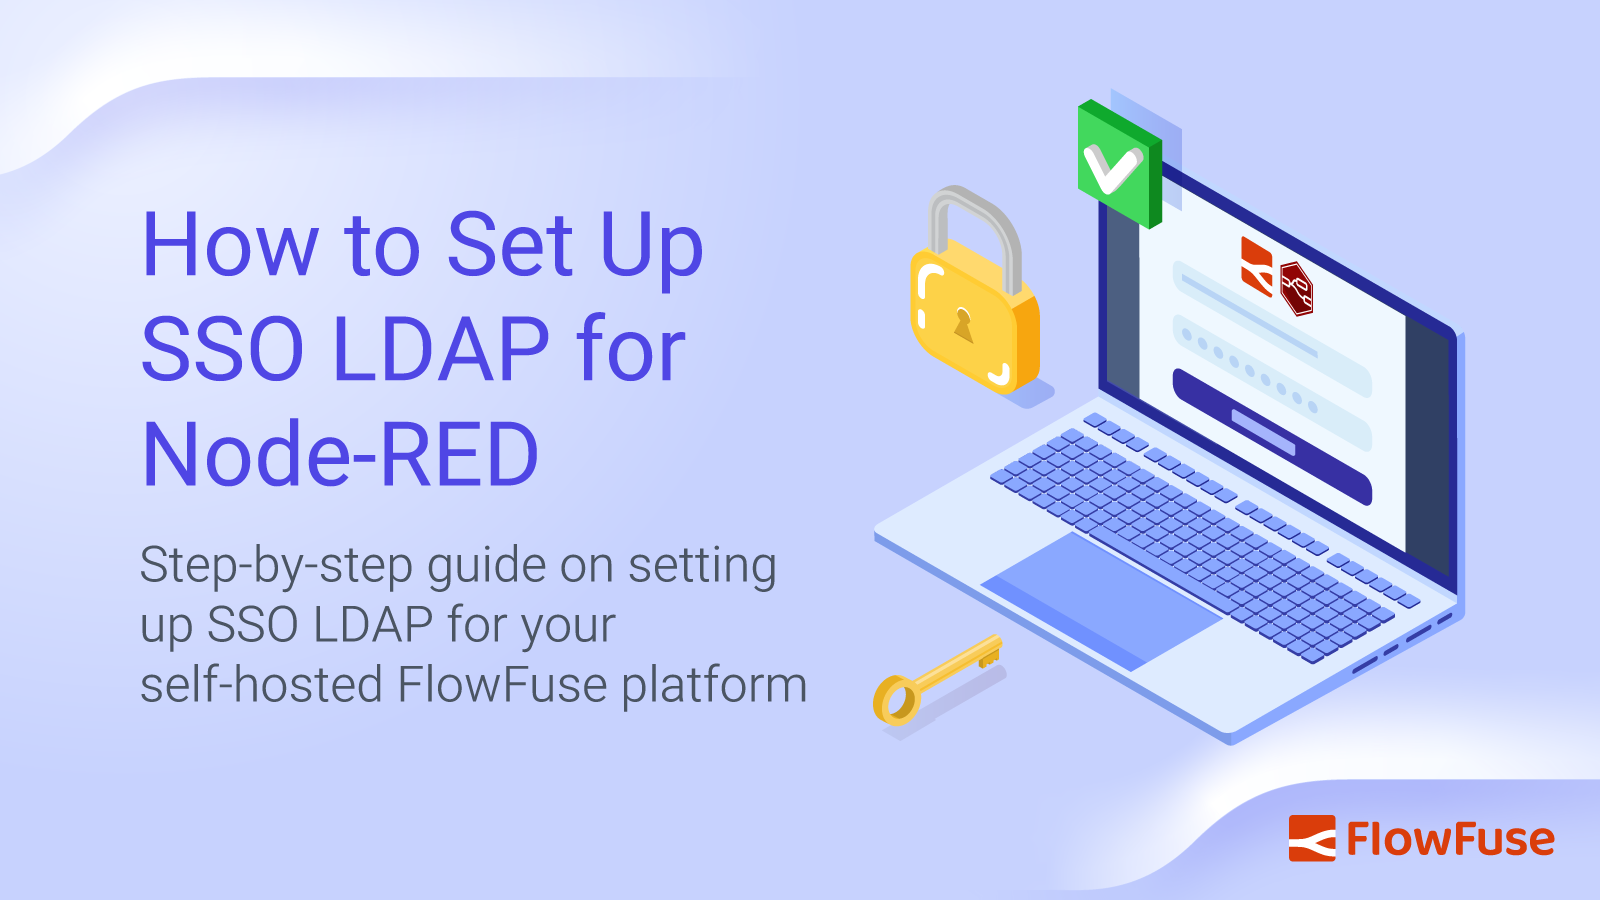 How to Set Up
SSO LDAP for
Node-RED
Step-by-step guide on setting
up SSO LDAP for your
self-hosted FlowFuse platform
FlowFuse